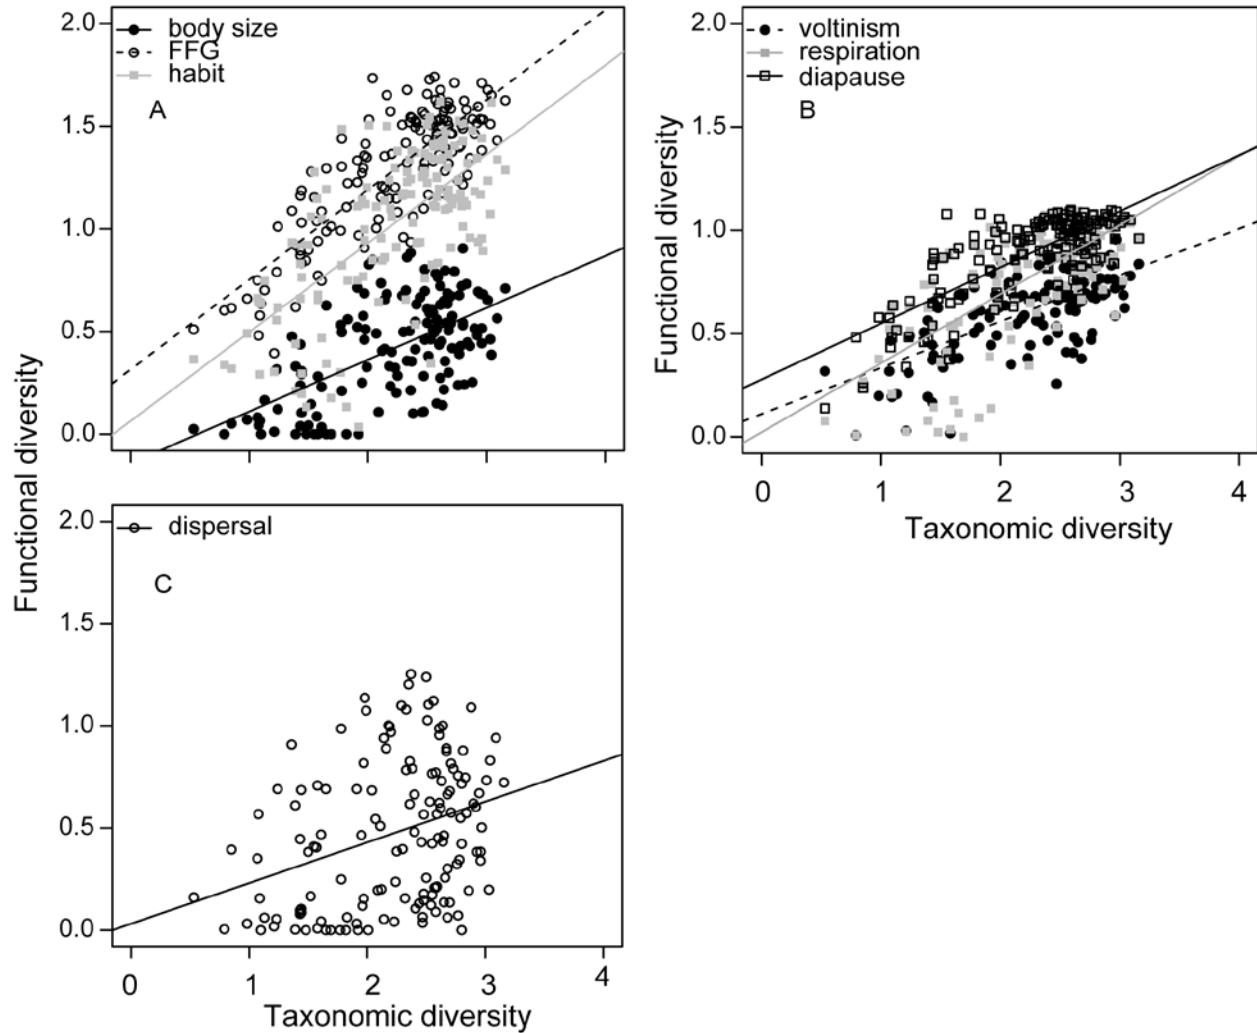 2.0
body size
FFG
habit
A
1.5
1.0
0.5
0.0
Functional diversity
2.0
voltinism
respiration
diapause
B
1.5
1.0
0.5
0.0
Functional diversity
0 1 2 3 4
Taxonomic diversity
2.0
dispersal
C
1.5
1.0
0.5
0.0
0 1 2 3 4
Taxonomic diversity